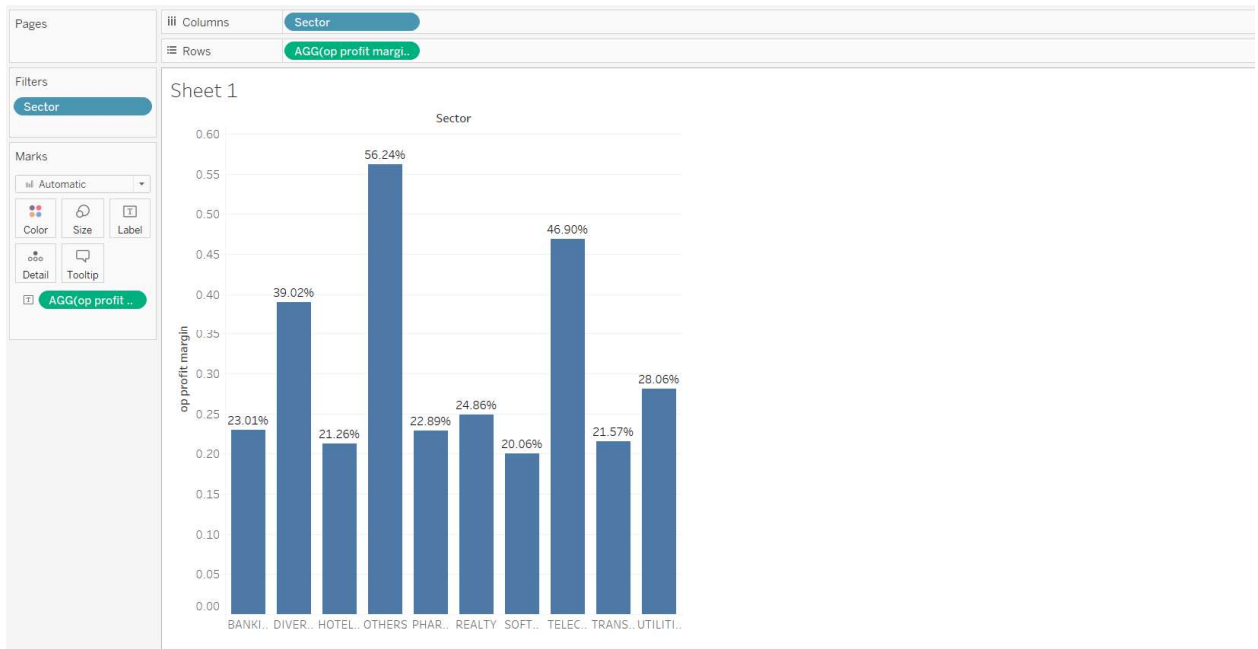 Pages
iii Columns
Sector
Rows
AGG(op profit margi..
Filters
Sector
Marks
Automatic
Color
Size
T
Label
Detail
Tooltip
T
AGG(op profit ..
Sheet 1
Sector
op profit margin
0.60
0.55
0.50
0.45
0.40
0.35
0.30
0.25
0.20
0.15
0.10
0.05
0.00
23.01%
39.02%
21.26%
56.24%
22.89%
24.86%
20.06%
46.90%
21.57%
28.06%
BANKI.. DIVER.. HOTEL.. OTHERS PHAR.. REALTY SOFT.. TELEC.. TRANS.. UTILITI..